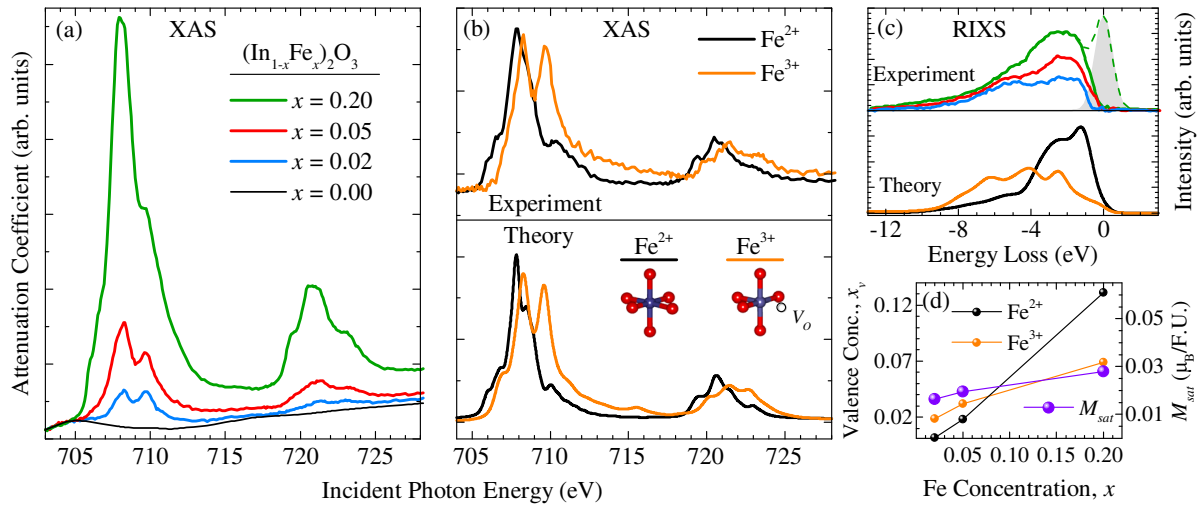 (a)
XAS
(In1-xFex)2O3
x = 0.20
x = 0.05
x = 0.02
x = 0.00
Attenuation Coefficient (arb. units)
705 710 715 720 725
(b)
XAS
Fe2+
Fe3+
Experiment
Theory
Fe2+
Fe3+
VO
705 710 715 720 725
Incident Photon Energy (eV)
(c)
RIXS
Experiment
Theory
Intensity (arb. units)
-12 -8 -4 0
Energy Loss (eV)
(d)
Fe2+
Fe3+
Msat
Valence Conc., xv
0.12
0.07
0.02
Msat (μB/F.U.)
0.05
0.03
0.01
0.05 0.10 0.15 0.20
Fe Concentration, x